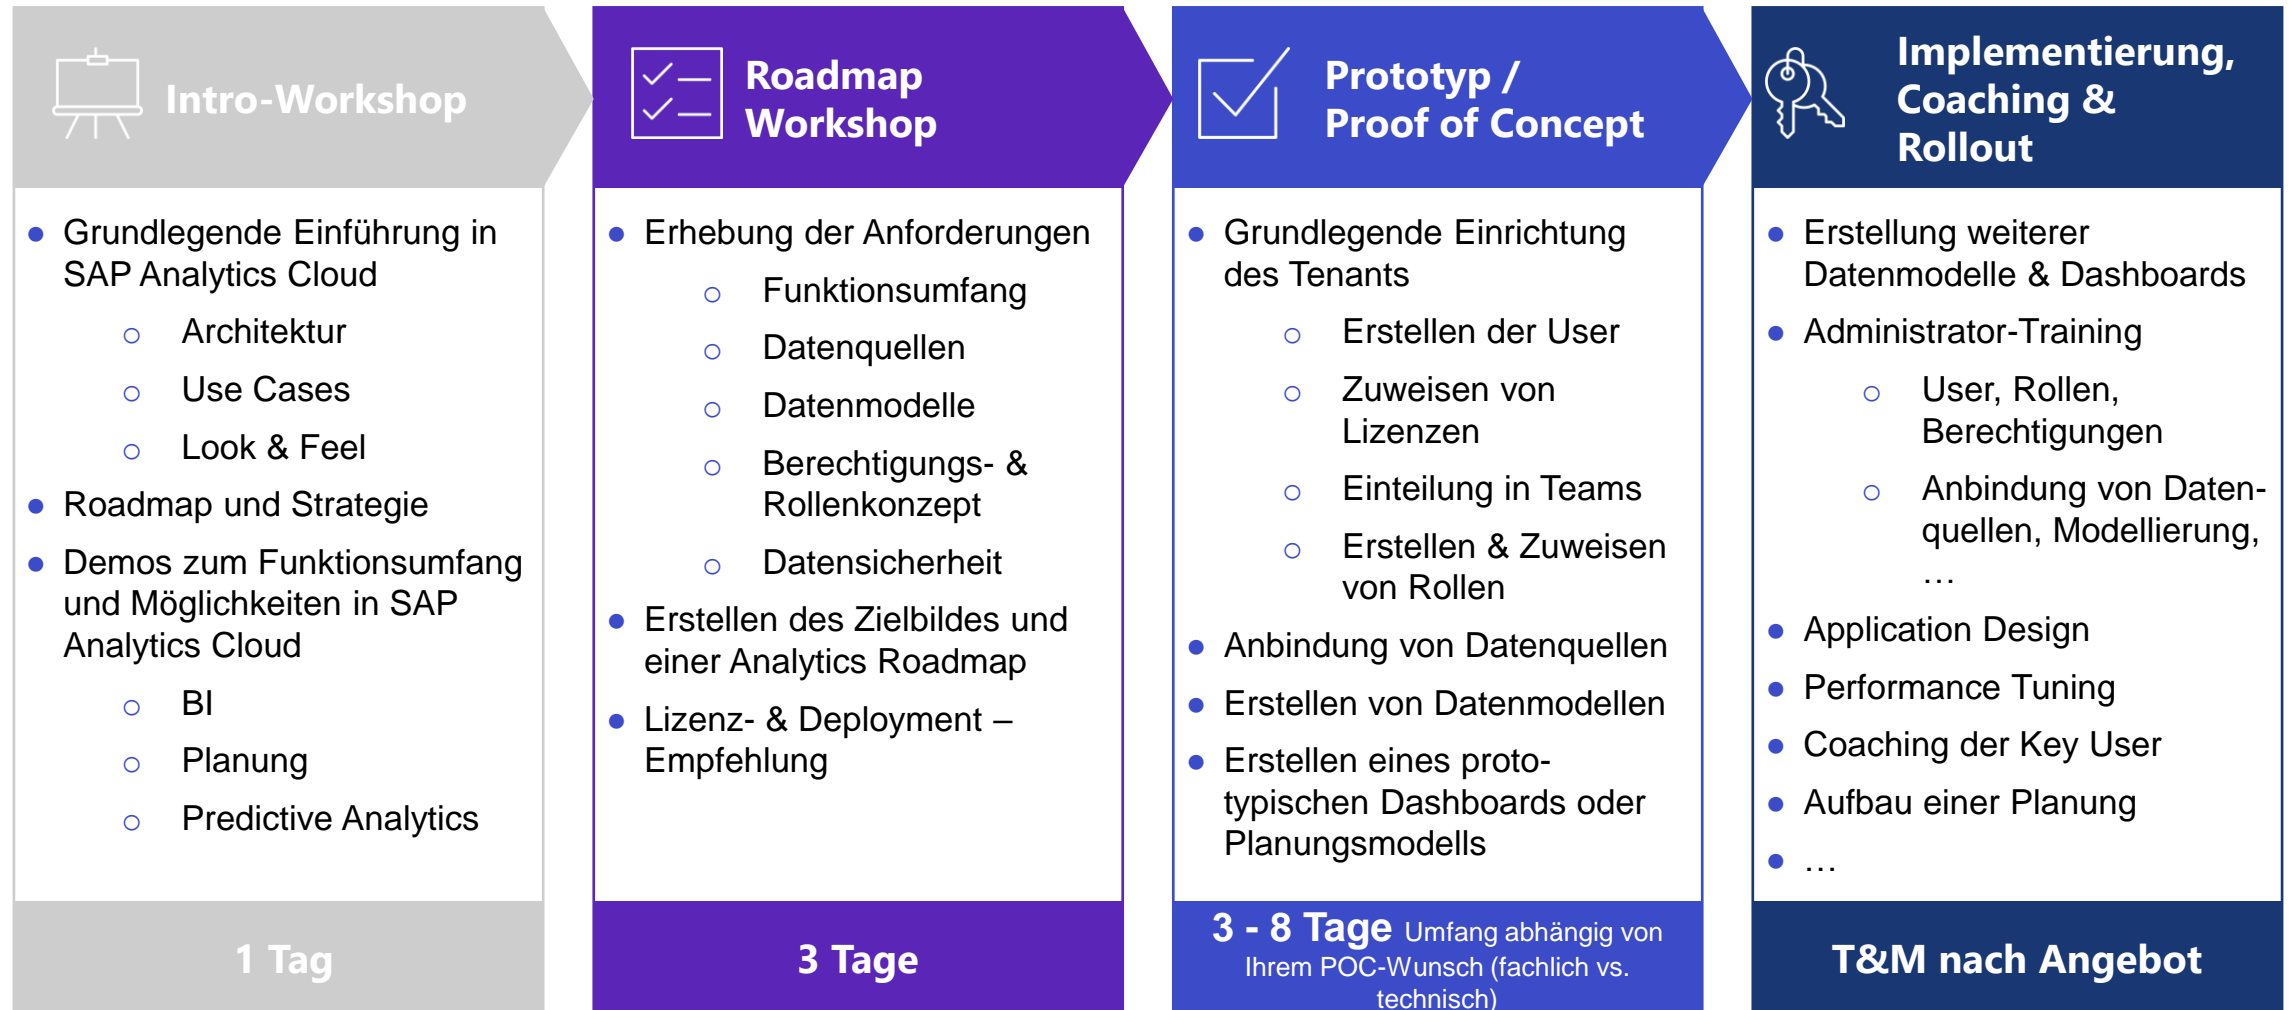 Intro-Workshop
Grundlegende Einführung in
SAP Analytics Cloud
Architektur
Use Cases
Look & Feel
Roadmap und Strategie
Demos zum Funktionsumfang
und Möglichkeiten in SAP
Analytics Cloud
BI
Planung
Predictive Analytics
1 Tag
Roadmap
Workshop
Erhebung der Anforderungen
Funktionsumfang
Datenquellen
Datenmodelle
Berechtigungs- &
Rollenkonzept
Datensicherheit
Erstellen des Zielbildes und
einer Analytics Roadmap
Lizenz- & Deployment –
Empfehlung
3 Tage
Prototyp /
Proof of Concept
Grundlegende Einrichtung
des Tenants
Erstellen der User
Zuweisen von
Lizenzen
Einteilung in Teams
Erstellen & Zuweisen
von Rollen
Anbindung von Datenquellen
Erstellen von Datenmodellen
Erstellen eines proto-
typischen Dashboards oder
Planungsmodells
3 - 8 Tage Umfang abhängig von
Ihrem POC-Wunsch (fachlich vs.
technisch)
Implementierung,
Coaching &
Rollout
Erstellung weiterer
Datenmodelle & Dashboards
Administrator-Training
User, Rollen,
Berechtigungen
Anbindung von Daten-
quellen, Modellierung,
…
Application Design
Performance Tuning
Coaching der Key User
Aufbau einer Planung
…
T&M nach Angebot